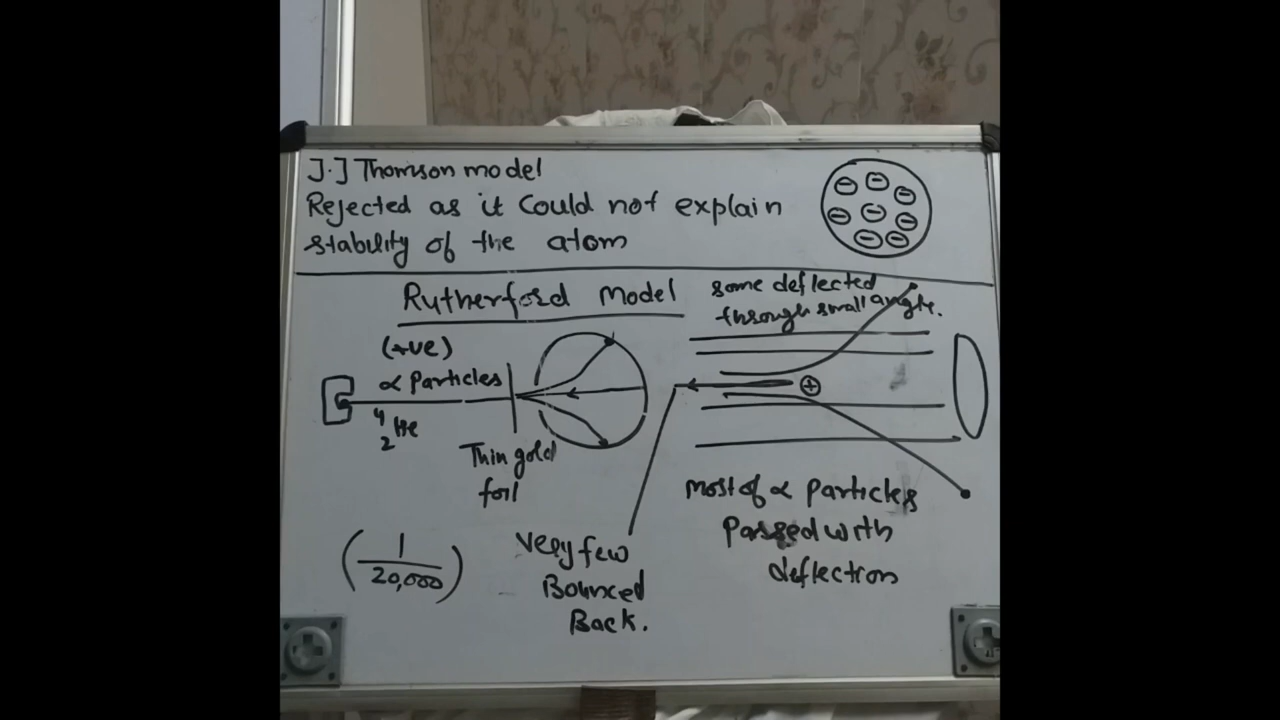 J.J Thomson model
Rejected as it could not explain
stability of the atom
Rutherford Model
(+ve)
α Particles
4
2 He
Thin gold
foil
some deflected
through small angle.
most of α Particles
Passed with
deflection
Very few
Bounced
Back.
(1/20,000)